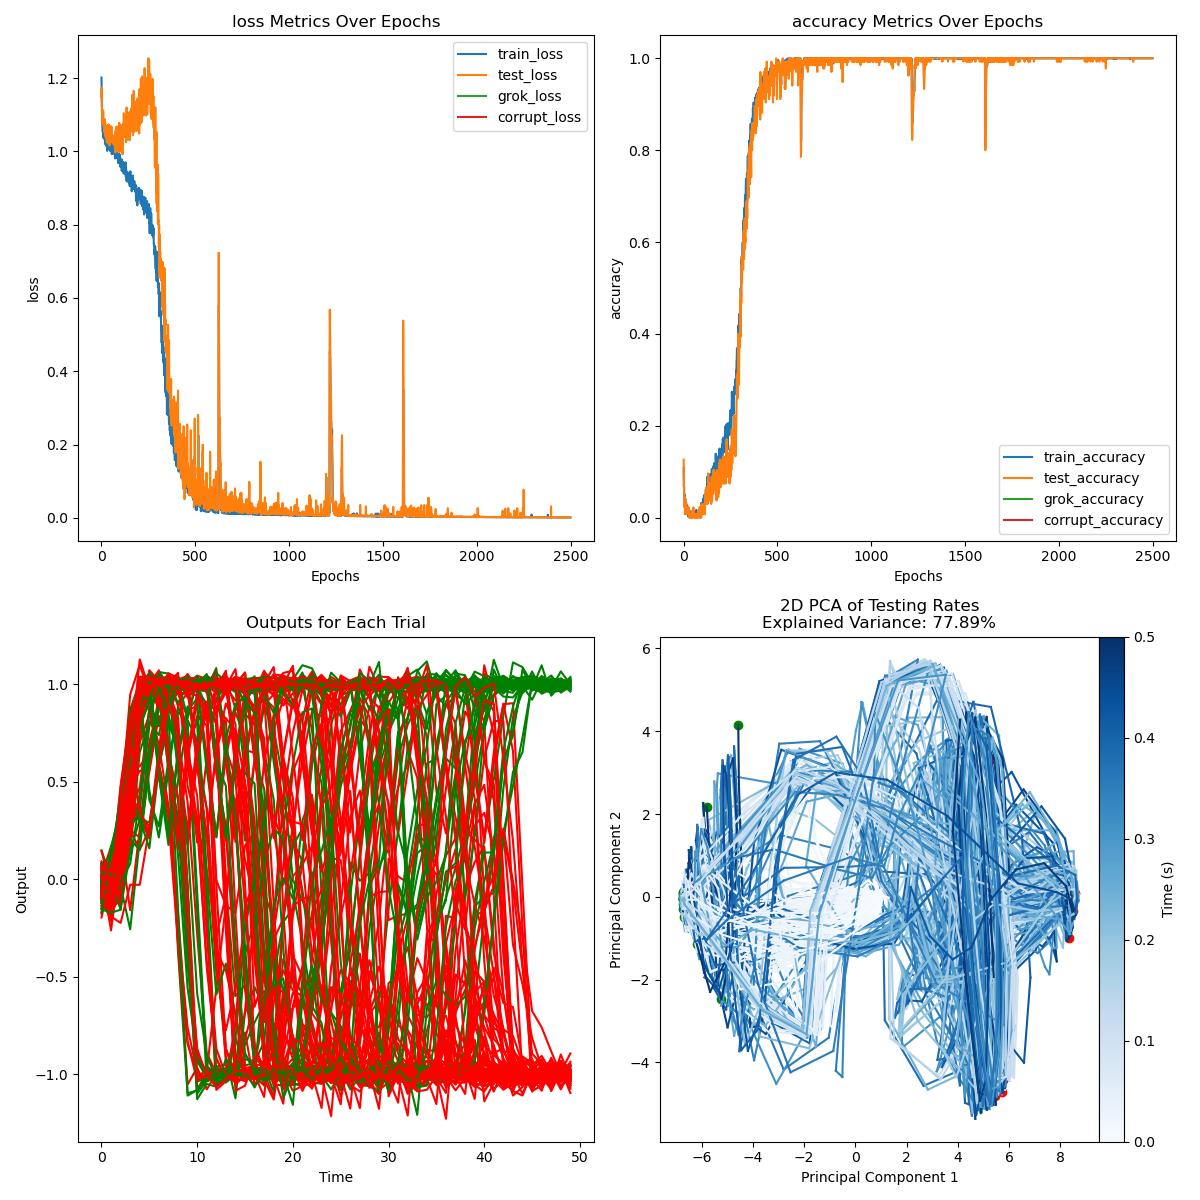 loss Metrics Over Epochs
1.2
1.0
0.8
0.6
0.4
0.2
0.0
loss
0
500
1000
1500
2000
2500
Epochs
train_loss
test_loss
grok_loss
corrupt_loss
accuracy Metrics Over Epochs
1.0
0.8
0.6
0.4
0.2
0.0
accuracy
0
500
1000
1500
2000
2500
Epochs
train_accuracy
test_accuracy
grok_accuracy
corrupt_accuracy
Outputs for Each Trial
1.0
0.5
0.0
−0.5
−1.0
Output
0
10
20
30
40
50
Time
2D PCA of Testing Rates
Explained Variance: 77.89%
6
4
2
0
−2
−4
Principal Component 2
−6
−4
−2
0
2
4
6
8
Principal Component 1
0.5
0.4
0.3
0.2
0.1
0.0
Time (s)